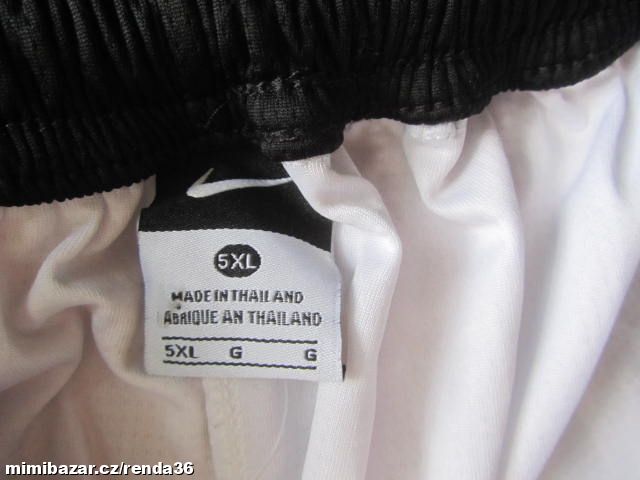 5XL
MADE IN THAILAND
ABRIQUE AN THAILAND
5XL G G
mimibazar.cz/renda36